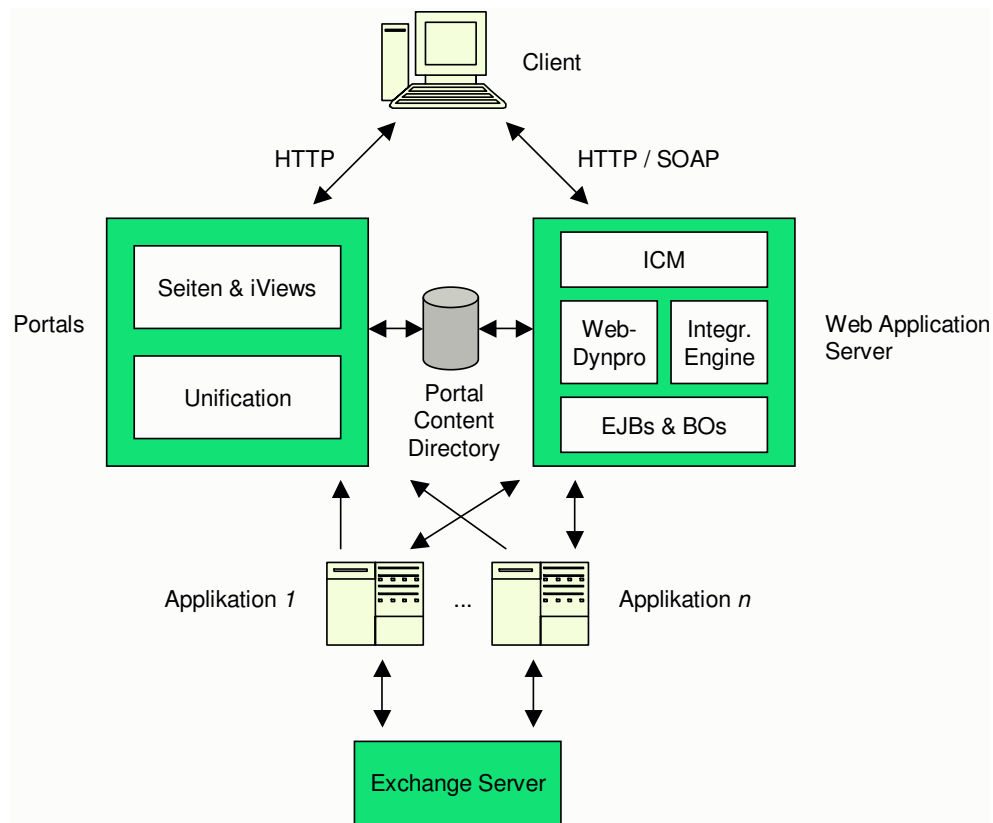 Client
HTTP
HTTP / SOAP
Portals
Seiten & iViews
Unification
Portal
Content
Directory
ICM
Web-
Dynpro
Integr.
Engine
EJBs & BOs
Web Application
Server
Applikation 1
...
Applikation n
Exchange Server